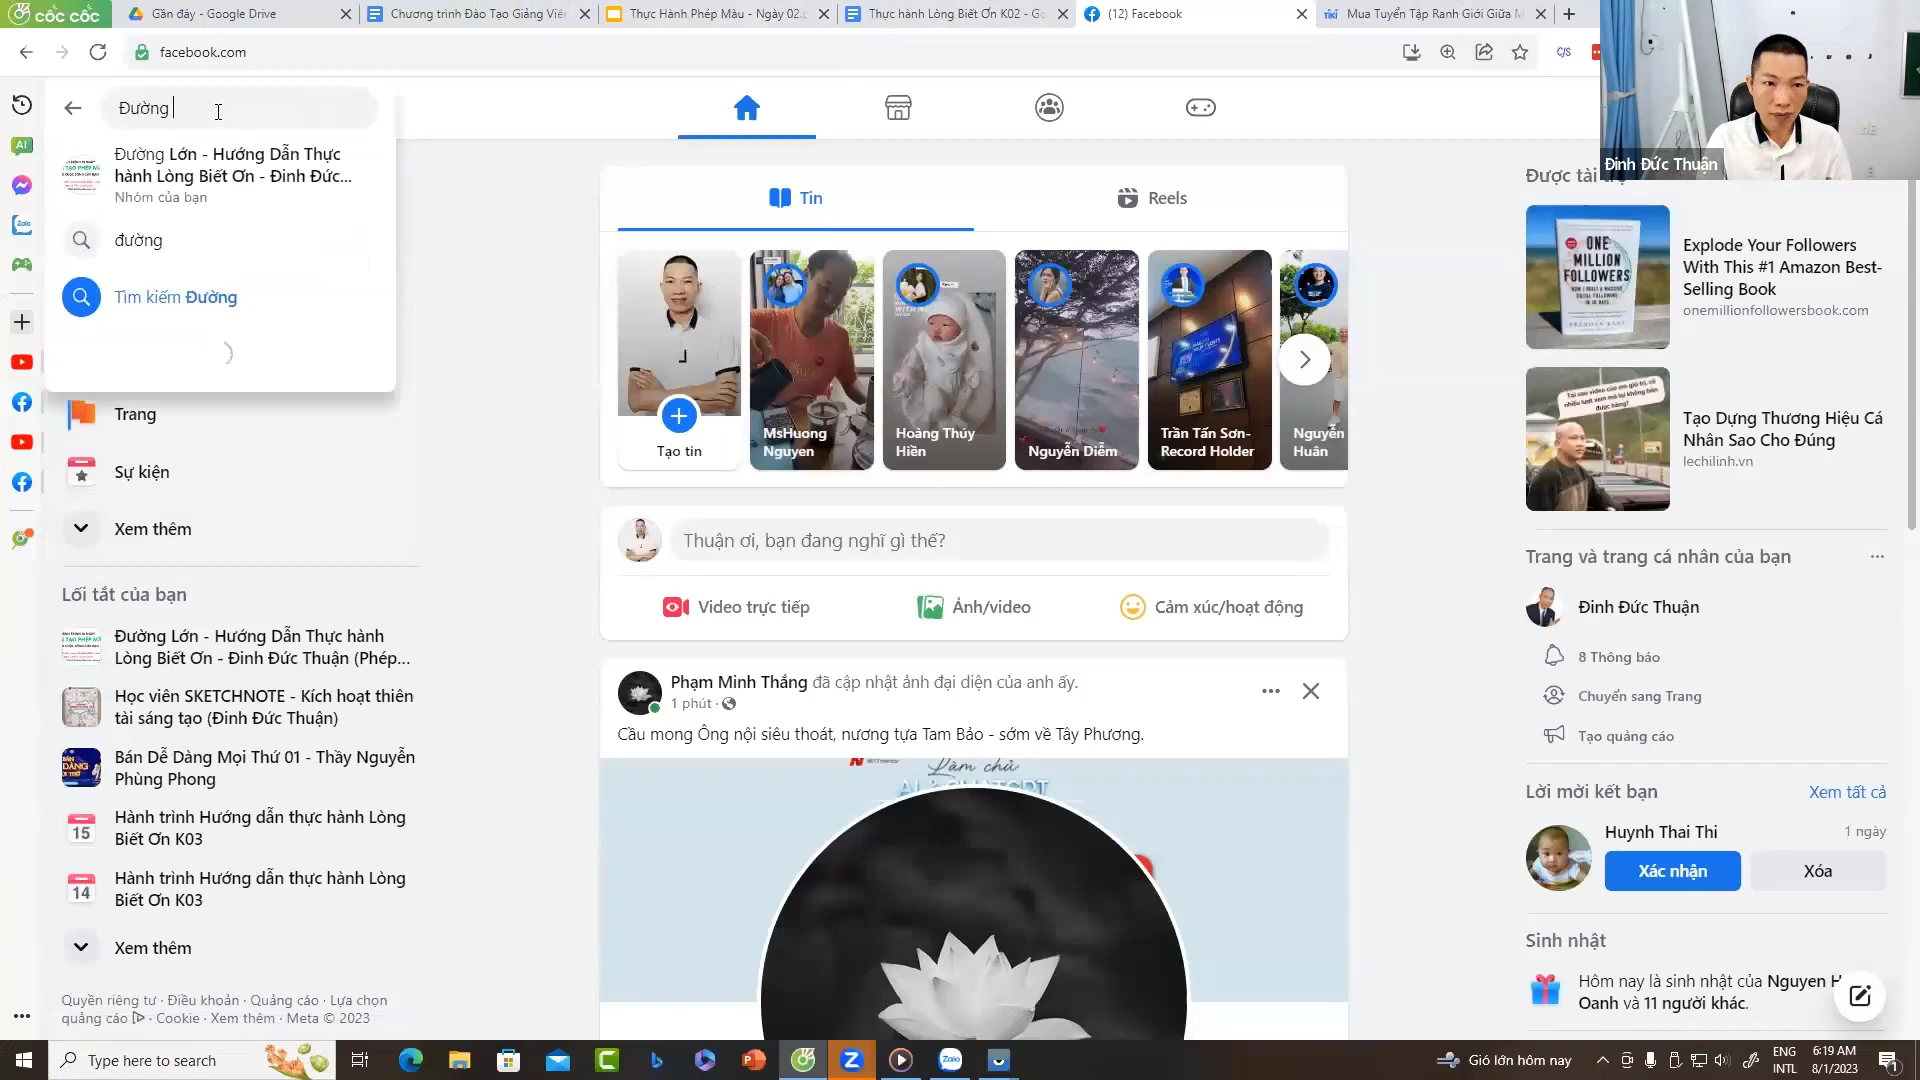 cốc cốc
Gần đây - Google Drive
Chương trình Đào Tạo Giảng Viên
Thực Hành Phép Màu - Ngày 02.
Thực hành Lòng Biết Ơn K02 - Go
(12) Facebook
TIKI
Mua Tuyển Tập Ranh Giới Giữa M
facebook.com
C/S
Đường
Đường Lớn - Hướng Dẫn Thực
hành Lòng Biết Ơn - Đinh Đức...
Nhóm của bạn
đường
Tìm kiếm Đường
AI
Zalo
Trang
Sự kiện
Xem thêm
Lối tắt của bạn
Đường Lớn - Hướng Dẫn Thực hành
Lòng Biết Ơn - Đinh Đức Thuận (Phép...
Học viên SKETCHNOTE - Kích hoạt thiên
tài sáng tạo (Đinh Đức Thuận)
Bán Dễ Dàng Mọi Thứ 01 - Thầy Nguyễn
Phùng Phong
15
Hành trình Hướng dẫn thực hành Lòng
Biết Ơn K03
14
Hành trình Hướng dẫn thực hành Lòng
Biết Ơn K03
Xem thêm
Quyền riêng tư · Điều khoản · Quảng cáo · Lựa chọn
quảng cáo · Cookie · Xem thêm · Meta © 2023
Tin
Reels
Tạo tin
MsHuong
Nguyen
Hoàng Thúy
Hiền
Nguyễn Diễm
Trần Tấn Sơn-
Record Holder
Nguyễn
Huân
Thuận ơi, bạn đang nghĩ gì thế?
Video trực tiếp
Ảnh/video
Cảm xúc/hoạt động
Phạm Minh Thắng đã cập nhật ảnh đại diện của anh ấy.
1 phút ·
Cầu mong Ông nội siêu thoát, nương tựa Tam Bảo - sớm về Tây Phương.
Làm chủ
AI & CHATGPT
Đinh Đức Thuận
Được tài trợ
ONE
MILLION
FOLLOWERS
Explode Your Followers
With This #1 Amazon Best-
Selling Book
onemillionfollowersbook.com
Tạo Dựng Thương Hiệu Cá
Nhân Sao Cho Đúng
lechilinh.vn
Trang và trang cá nhân của bạn
Đinh Đức Thuận
8 Thông báo
Chuyển sang Trang
Tạo quảng cáo
Lời mời kết bạn
Xem tất cả
Huynh Thai Thi
1 ngày
Xác nhận
Xóa
Sinh nhật
Hôm nay là sinh nhật của Nguyen H
Oanh và 11 người khác.
Type here to search
Zalo
Gió lớn hôm nay
ENG
INTL
6:19 AM
8/1/2023
1